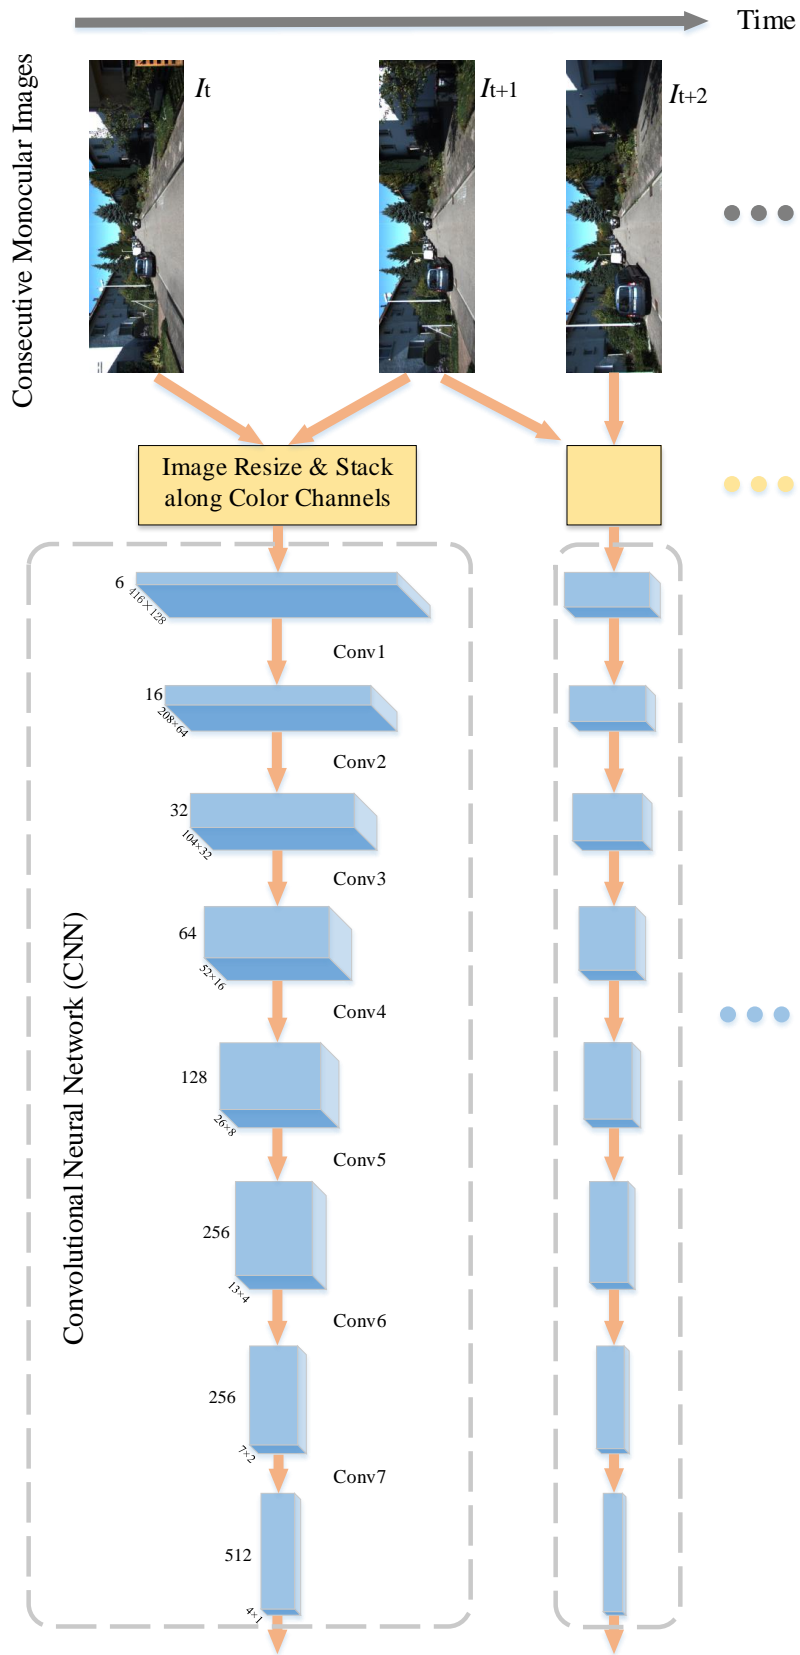 Time
Consecutive Monocular Images
It
It+1
It+2
Image Resize & Stack
along Color Channels
Convolutional Neural Network (CNN)
6
416×128
Conv1
16
208×64
Conv2
32
104×32
Conv3
64
52×16
Conv4
128
26×8
Conv5
256
13×4
Conv6
256
7×2
Conv7
512
4×1